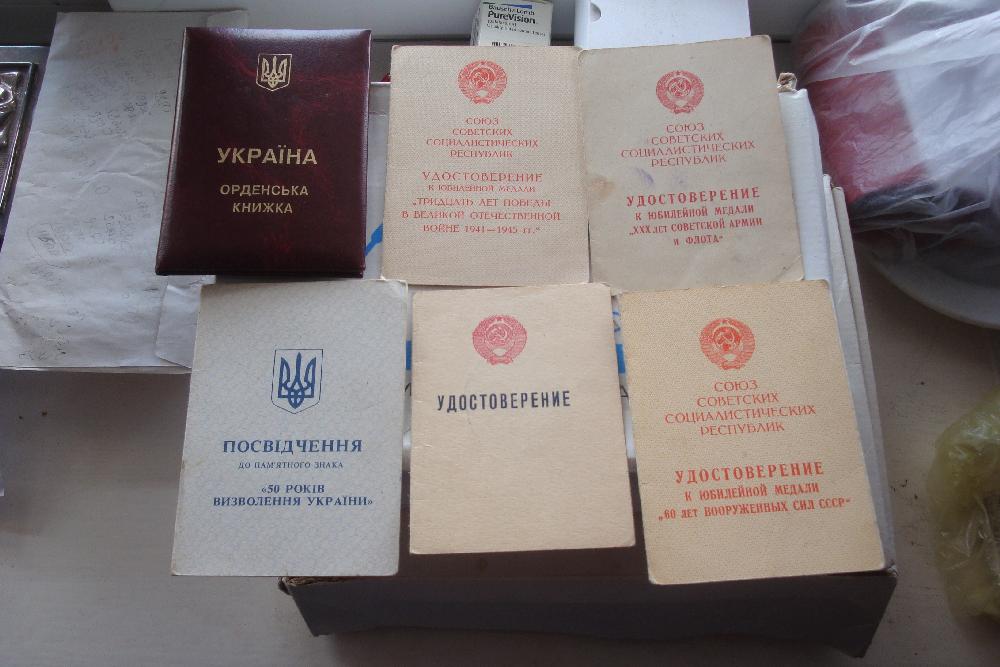 Bausch & Lomb
PureVision
УКРАЇНА
ОРДЕНСЬКА
КНИЖКА
СОЮЗ
СОВЕТСКИХ
СОЦИАЛИСТИЧЕСКИХ
РЕСПУБЛИК
УДОСТОВЕРЕНИЕ
К ЮБИЛЕЙНОЙ МЕДАЛИ
„ТРИДЦАТЬ ЛЕТ ПОБЕДЫ
В ВЕЛИКОЙ ОТЕЧЕСТВЕННОЙ
ВОЙНЕ 1941—1945 гг.“
СОЮЗ
СОВЕТСКИХ
СОЦИАЛИСТИЧЕСКИХ
РЕСПУБЛИК
УДОСТОВЕРЕНИЕ
К ЮБИЛЕЙНОЙ МЕДАЛИ
„XXX ЛЕТ СОВЕТСКОЙ АРМИИ
И ФЛОТА“
ПОСВІДЧЕННЯ
ДО ПАМ'ЯТНОГО ЗНАКА
«50 РОКІВ
ВИЗВОЛЕННЯ УКРАЇНИ»
УДОСТОВЕРЕНИЕ
СОЮЗ
СОВЕТСКИХ
СОЦИАЛИСТИЧЕСКИХ
РЕСПУБЛИК
УДОСТОВЕРЕНИЕ
К ЮБИЛЕЙНОЙ МЕДАЛИ
„60 ЛЕТ ВООРУЖЕННЫХ СИЛ СССР“